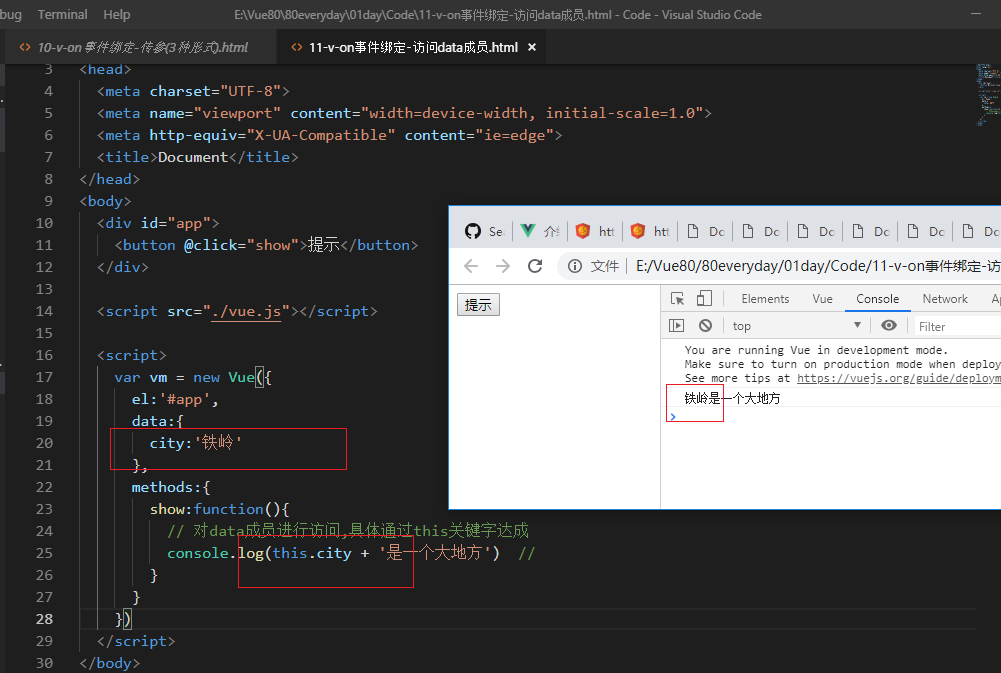 bug Terminal Help E:\Vue80\80everyday\01day\Code\11-v-on事件绑定-访问data成员.html - Code - Visual Studio Code
10-v-on 事件绑定-传参(3种形式).html 11-v-on事件绑定-访问data成员.html ×
3 <head>
4 <meta charset="UTF-8">
5 <meta name="viewport" content="width=device-width, initial-scale=1.0">
6 <meta http-equiv="X-UA-Compatible" content="ie=edge">
7 <title>Document</title>
8 </head>
9 <body>
10 <div id="app">
11 <button @click="show">提示</button>
12 </div>
13
14 <script src="./vue.js"></script>
15
16 <script>
17 var vm = new Vue({
18 el:'#app',
19 data:{
20 city:'铁岭'
21 },
22 methods:{
23 show:function(){
24 // 对data成员进行访问,具体通过this关键字达成
25 console.log(this.city + '是一个大地方') //
26 }
27 }
28 })
29 </script>
30 </body>
Se 介绍 htt htt Do Do Do Do Do Do
文件 E:/Vue80/80everyday/01day/Code/11-v-on事件绑定-访
提示
Elements Vue Console Network Ap
top Filter
You are running Vue in development mode.
Make sure to turn on production mode when deploy
See more tips at https://vuejs.org/guide/deploym
铁岭是一个大地方
>